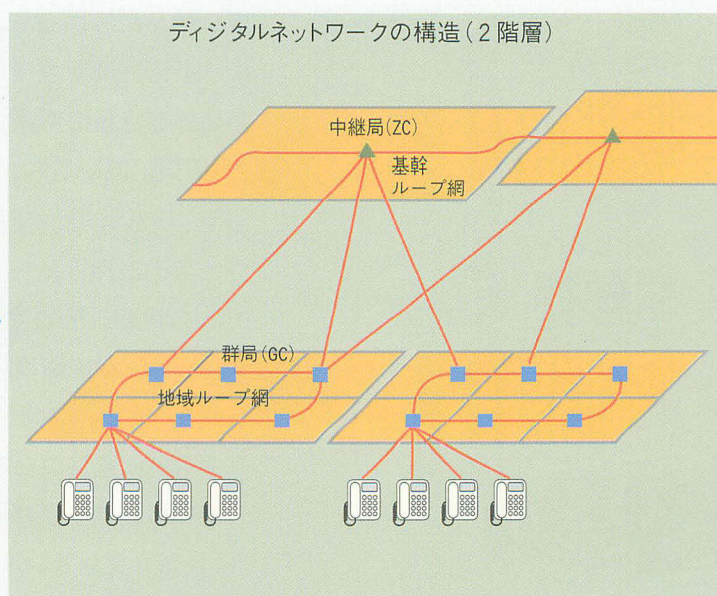 ディジタルネットワークの構造(2階層)
中継局(ZC)
基幹
ループ網
群局(GC)
地域ループ網